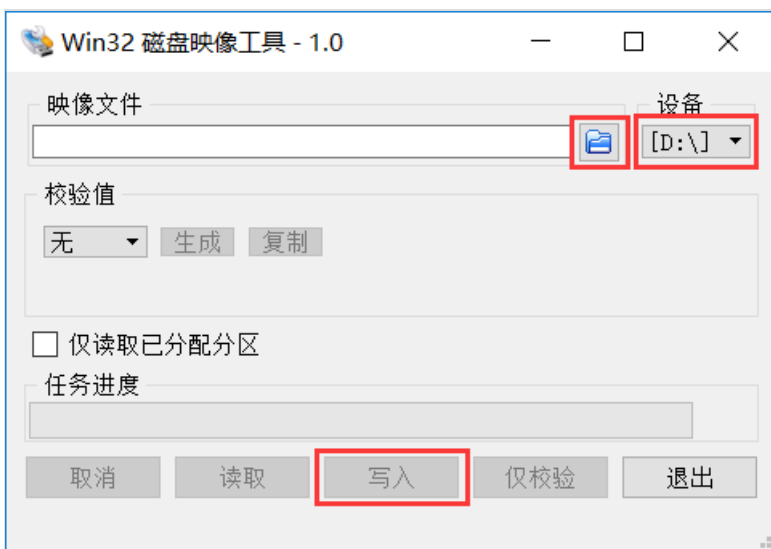 Win32 磁盘映像工具 - 1.0
映像文件 设备
[D:\]
校验值
无 生成 复制
仅读取已分配分区
任务进度
取消 读取 写入 仅校验 退出